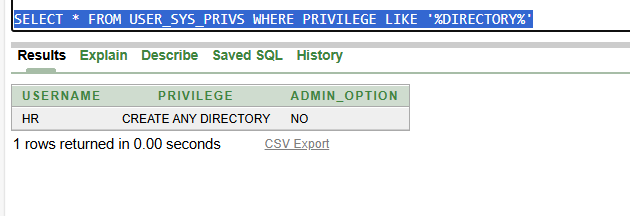 SELECT * FROM USER_SYS_PRIVS WHERE PRIVILEGE LIKE '%DIRECTORY%'
Results Explain Describe Saved SQL History
USERNAME PRIVILEGE ADMIN_OPTION
HR CREATE ANY DIRECTORY NO
1 rows returned in 0.00 seconds CSV Export